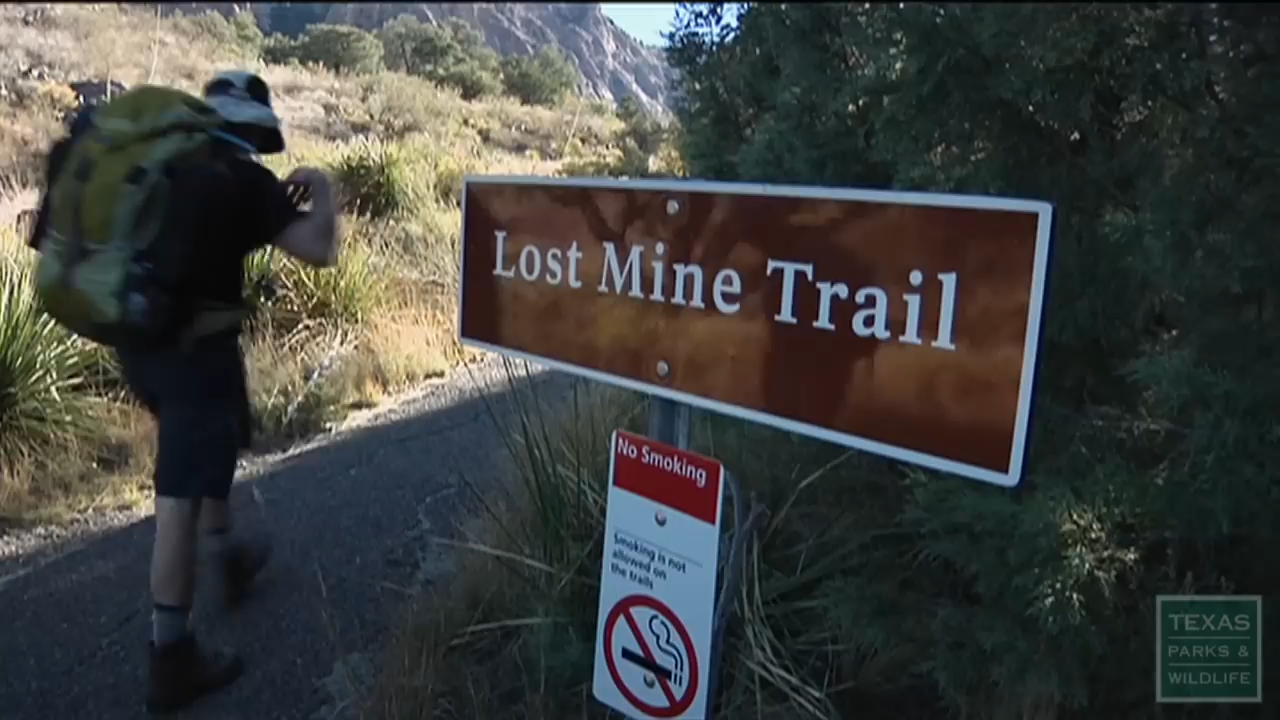 Lost Mine Trail
No Smoking
Smoking is not
allowed on
the trails
TEXAS
PARKS &
WILDLIFE